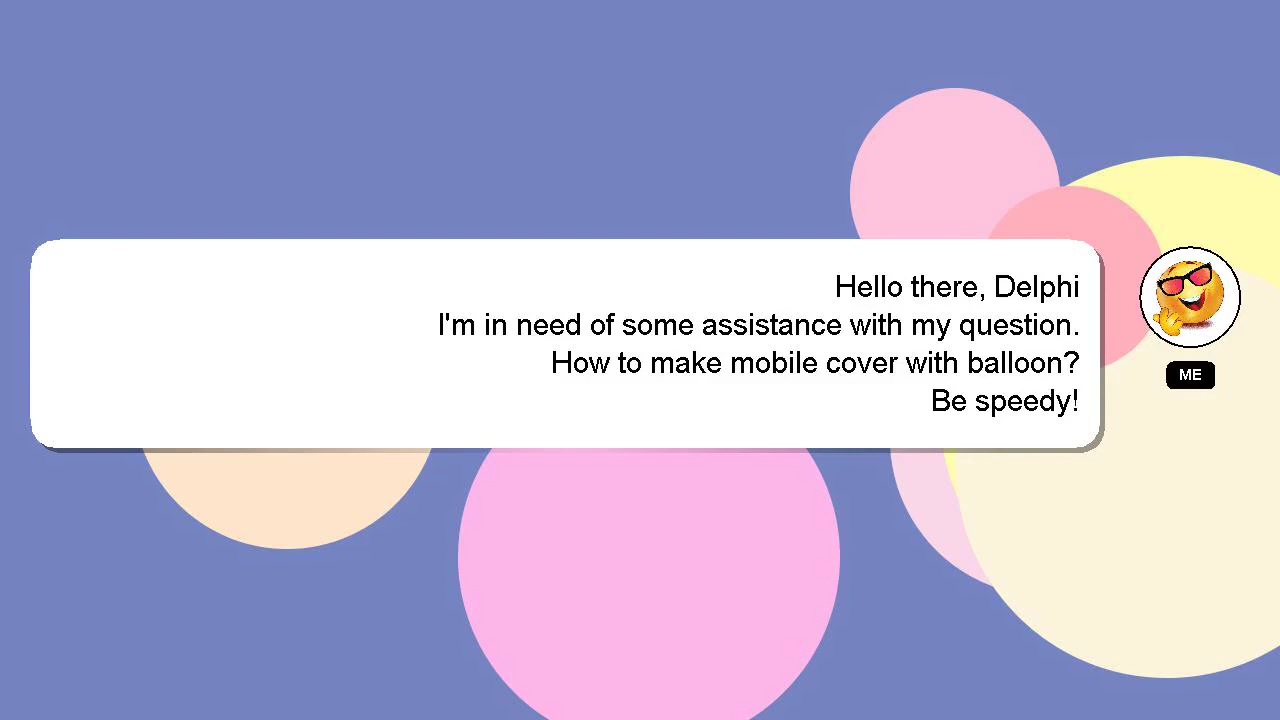 Hello there, Delphi
I'm in need of some assistance with my question.
How to make mobile cover with balloon?
Be speedy!
ME